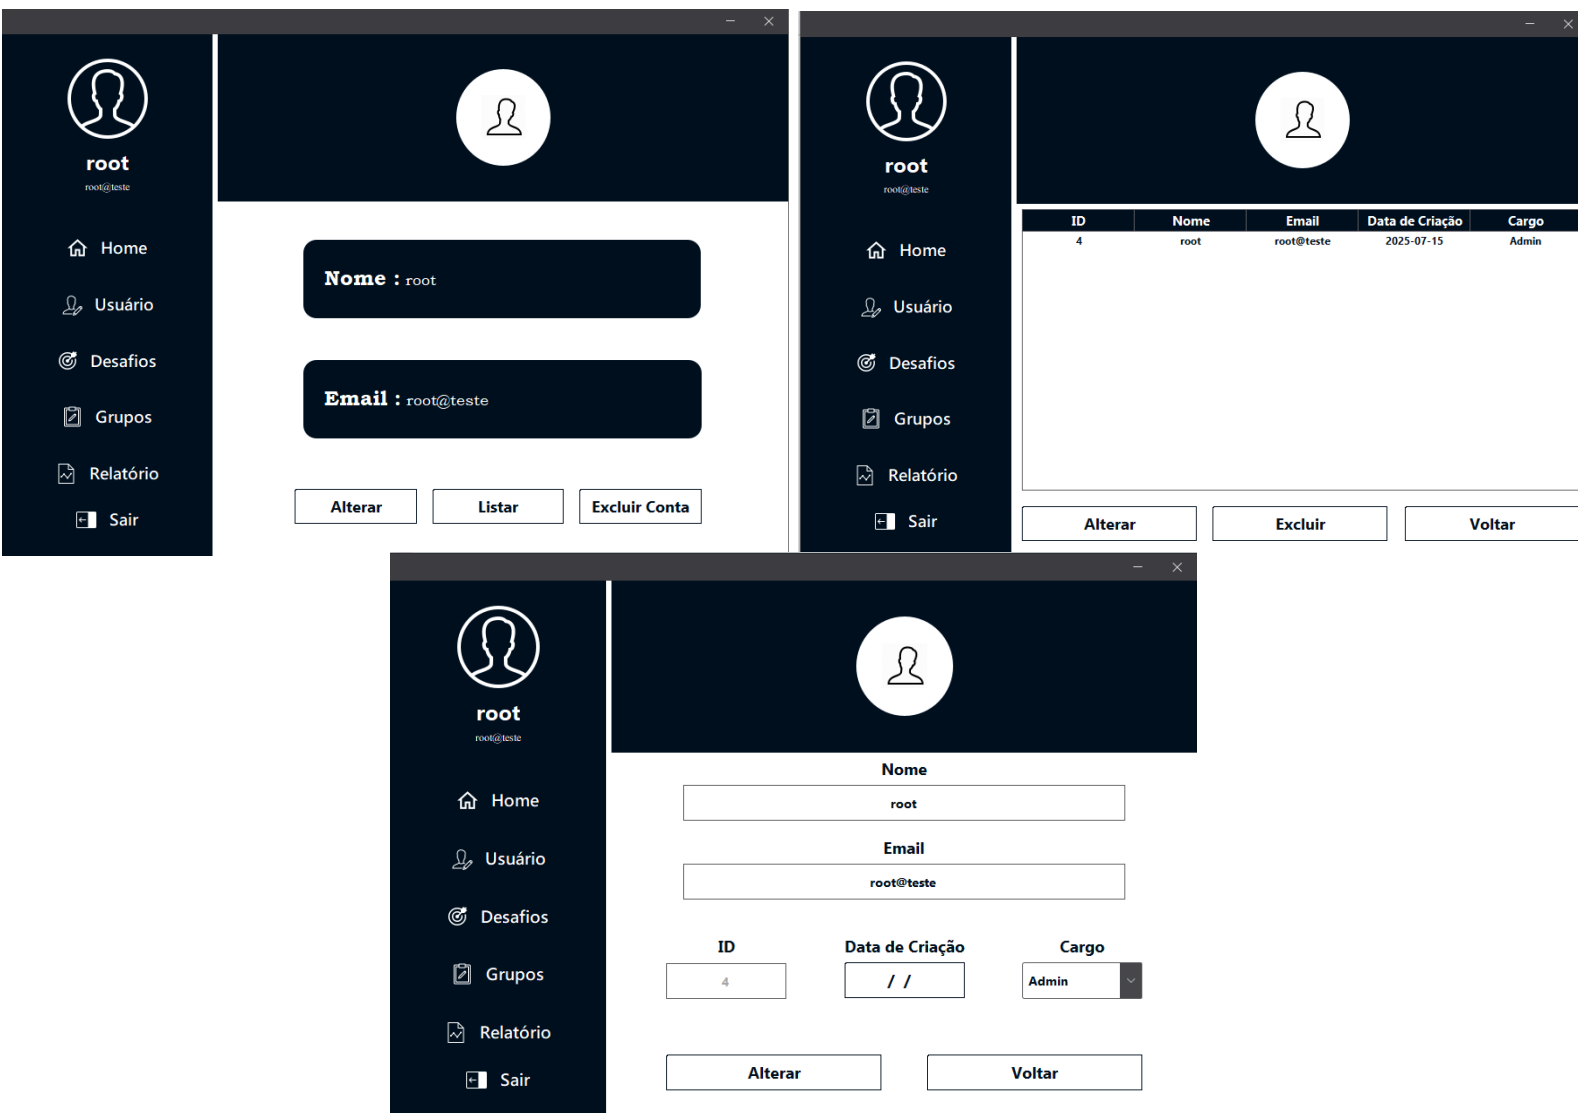 root
root@teste
Home
Usuário
Desafios
Grupos
Relatório
Sair
Nome : root
Email : root@teste
Alterar Listar Excluir Conta
root
root@teste
Home
Usuário
Desafios
Grupos
Relatório
Sair
ID Nome Email Data de Criação Cargo
4 root root@teste 2025-07-15 Admin
Alterar Excluir Voltar
root
root@teste
Home
Usuário
Desafios
Grupos
Relatório
Sair
Nome
root
Email
root@teste
ID Data de Criação Cargo
4 / / Admin
Alterar Voltar